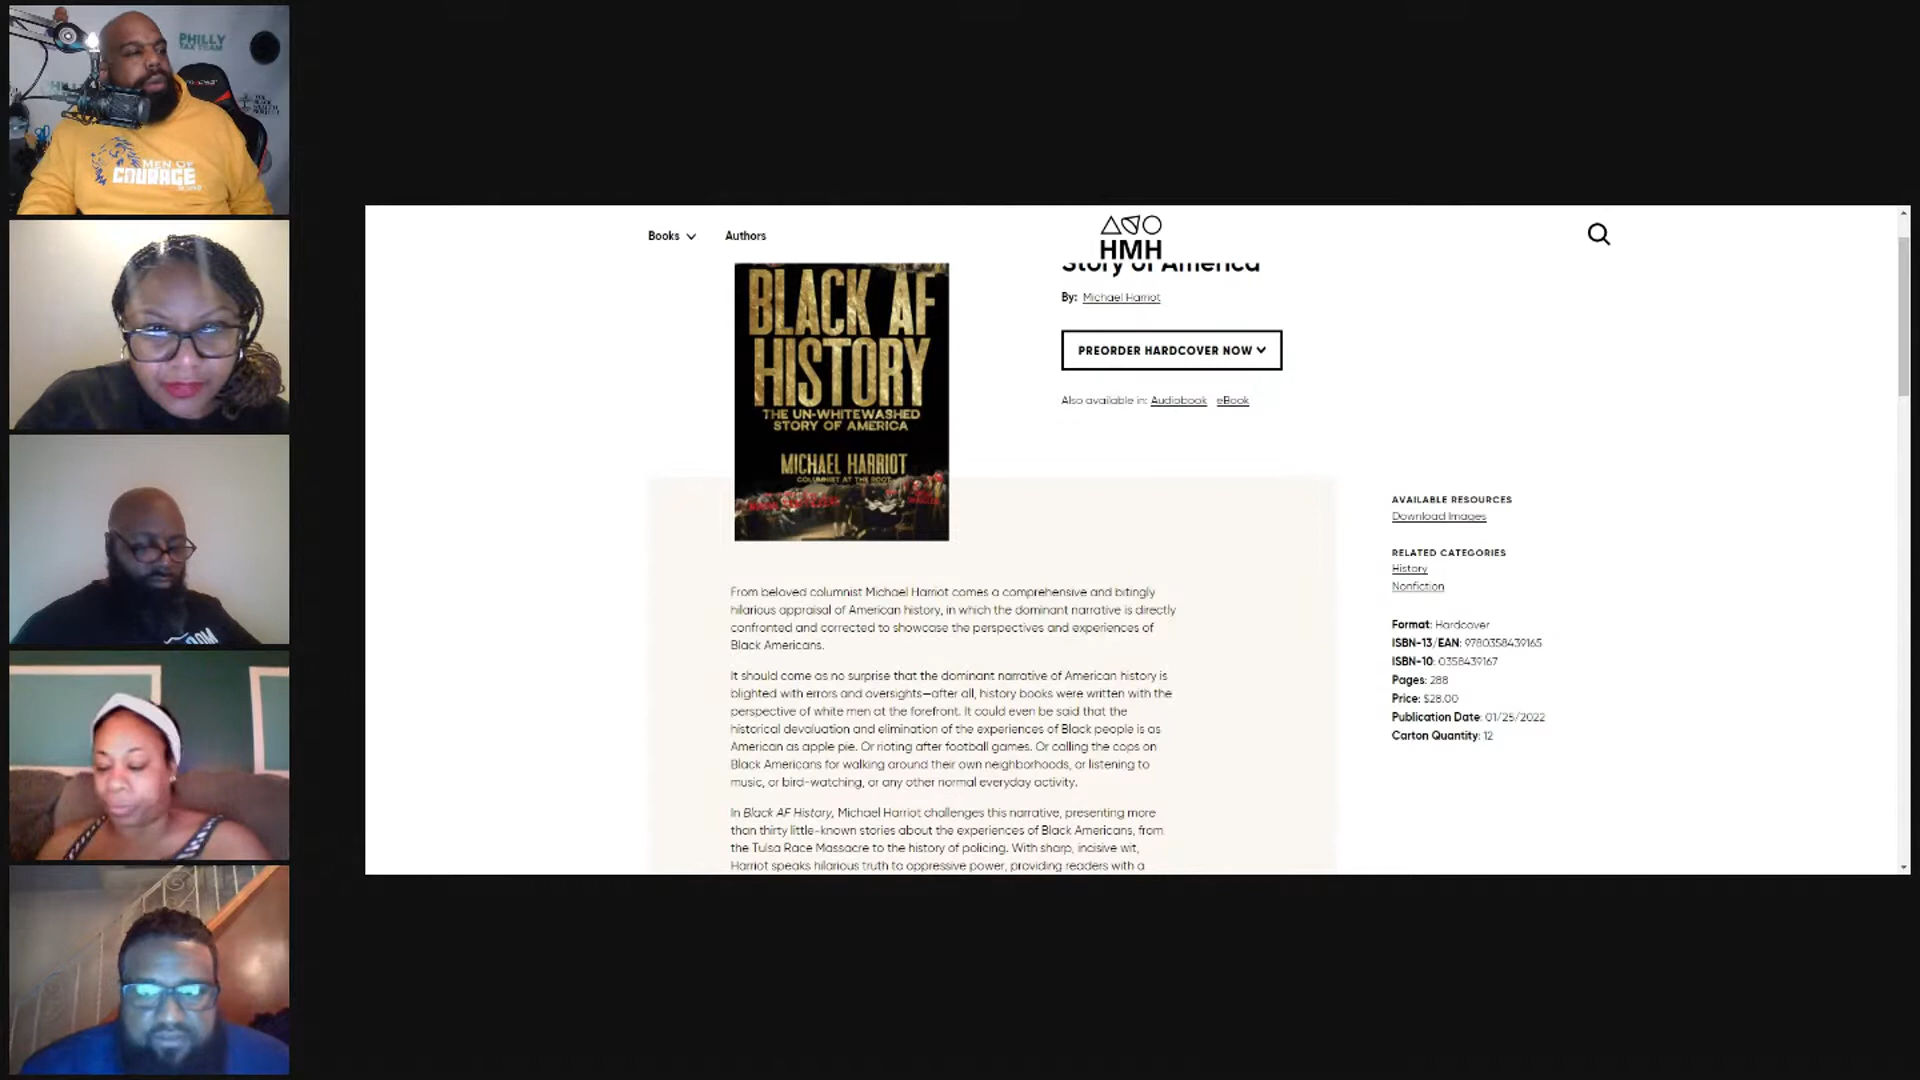 PHILLY
TAX TEAM
MEN OF
COURAGE
Books
Authors
HMH
Story of America
By: Michael Harriot
PREORDER HARDCOVER NOW
Also available in: Audiobook eBook
BLACK AF
HISTORY
THE UN-WHITEWASHED
STORY OF AMERICA
MICHAEL HARRIOT
COLUMNIST AT THE ROOT
From beloved columnist Michael Harriot comes a comprehensive and bitingly
hilarious appraisal of American history, in which the dominant narrative is directly
confronted and corrected to showcase the perspectives and experiences of
Black Americans.
It should come as no surprise that the dominant narrative of American history is
blighted with errors and oversights—after all, history books were written with the
perspective of white men at the forefront. It could even be said that the
historical devaluation and elimination of the experiences of Black people is as
American as apple pie. Or rioting after football games. Or calling the cops on
Black Americans for walking around their own neighborhoods, or listening to
music, or bird-watching, or any other normal everyday activity.
In Black AF History, Michael Harriot challenges this narrative, presenting more
than thirty little-known stories about the experiences of Black Americans, from
the Tulsa Race Massacre to the history of policing. With sharp, incisive wit,
Harriot speaks hilarious truth to oppressive power, providing readers with a
AVAILABLE RESOURCES
Download Images
RELATED CATEGORIES
History
Nonfiction
Format: Hardcover
ISBN-13/EAN: 9780358439165
ISBN-10: 0358439167
Pages: 288
Price: $28.00
Publication Date: 01/25/2022
Carton Quantity: 12